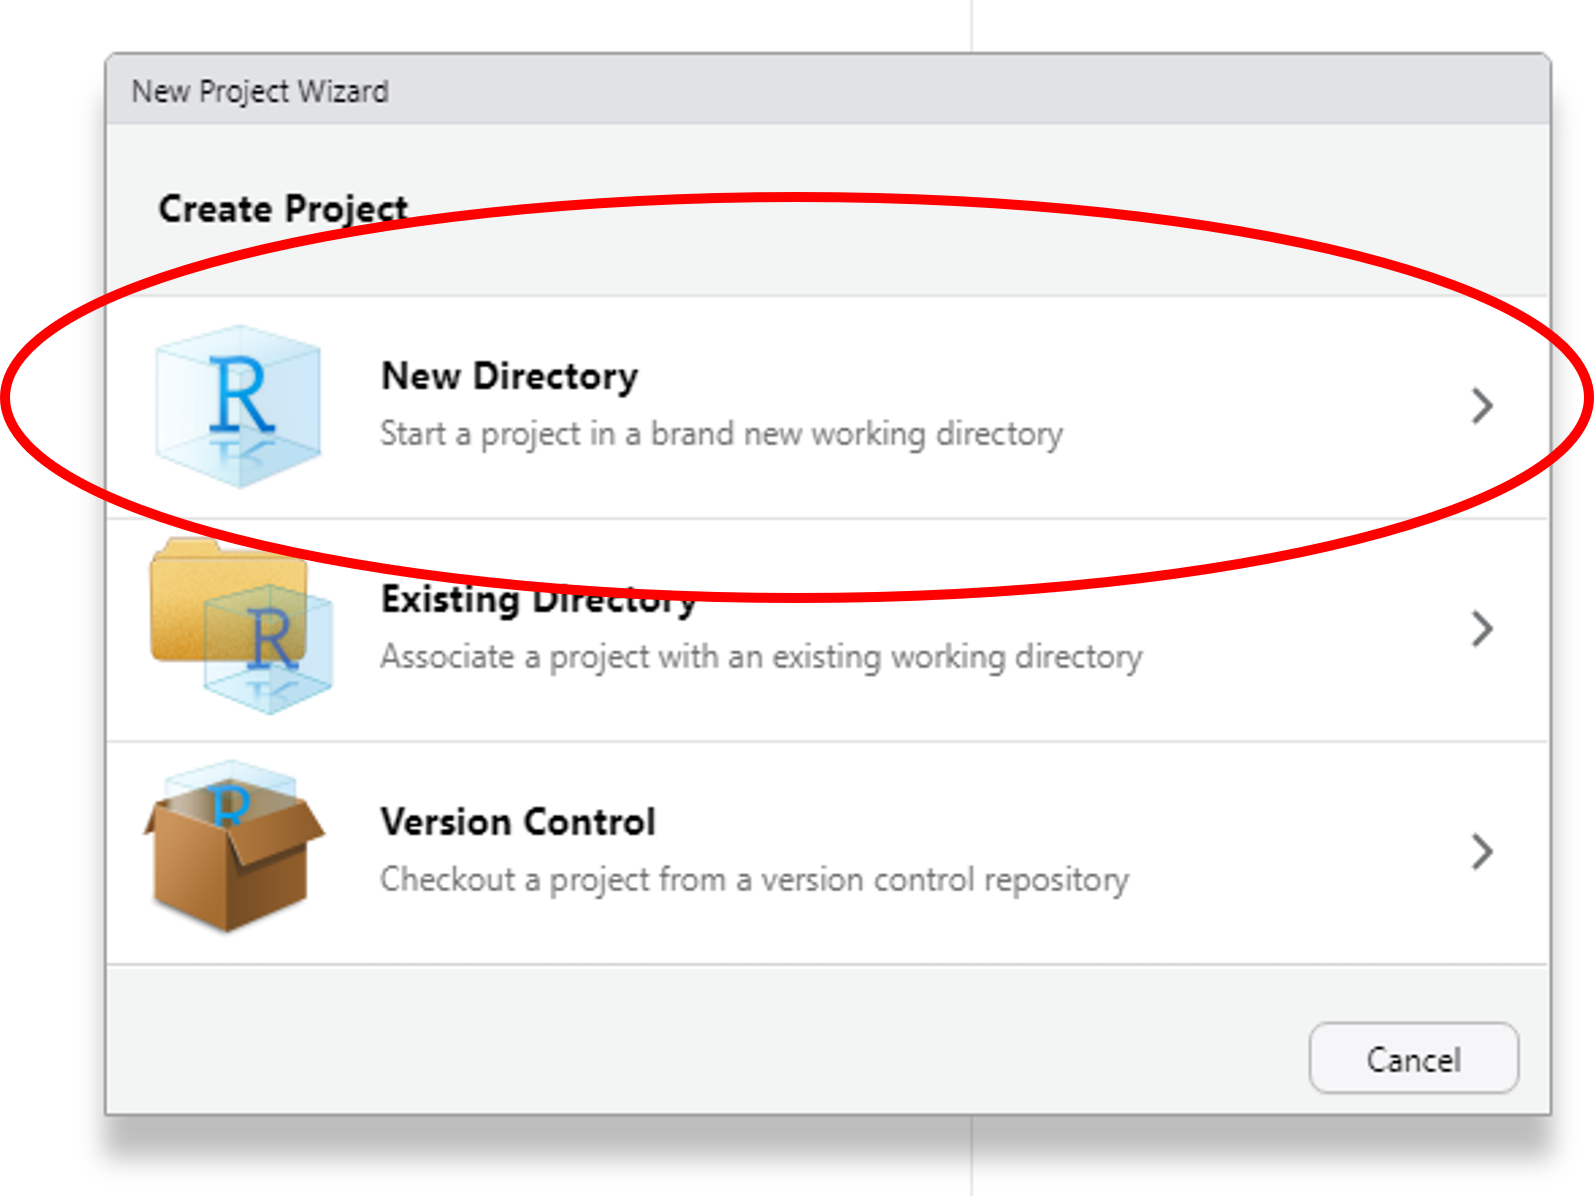 New Project Wizard
Create Project
R
New Directory
Start a project in a brand new working directory
R
Existing Directory
Associate a project with an existing working directory
R
Version Control
Checkout a project from a version control repository
Cancel